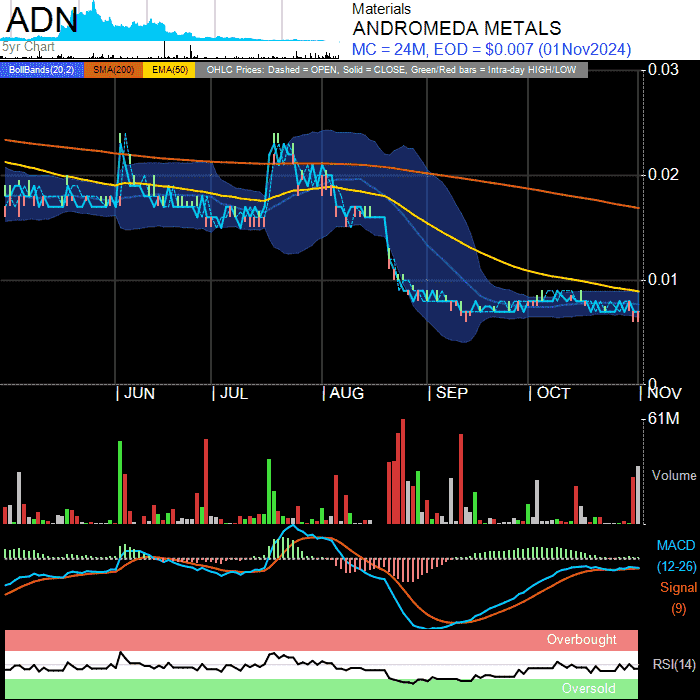 ADN
5yr Chart
Materials
ANDROMEDA METALS
MC = 24M, EOD = $0.007 (01Nov2024)
BollBands(20,2) SMA(200) EMA(50) OHLC Prices: Dashed = OPEN, Solid = CLOSE, Green/Red bars = Intra-day HIGH/LOW
0.03
0.02
0.01
0
| JUN | JUL | AUG | SEP | OCT | NOV
61M
Volume
MACD
(12-26)
Signal
(9)
Overbought
RSI(14)
Oversold